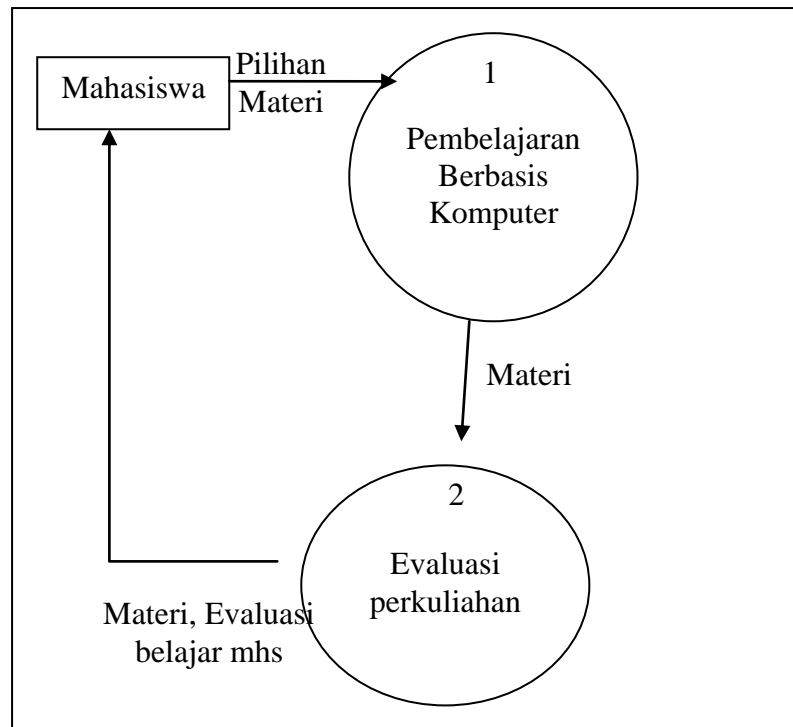 Mahasiswa
Pilihan
Materi
1
Pembelajaran
Berbasis
Komputer
Materi
2
Evaluasi
perkuliahan
Materi, Evaluasi
belajar mhs